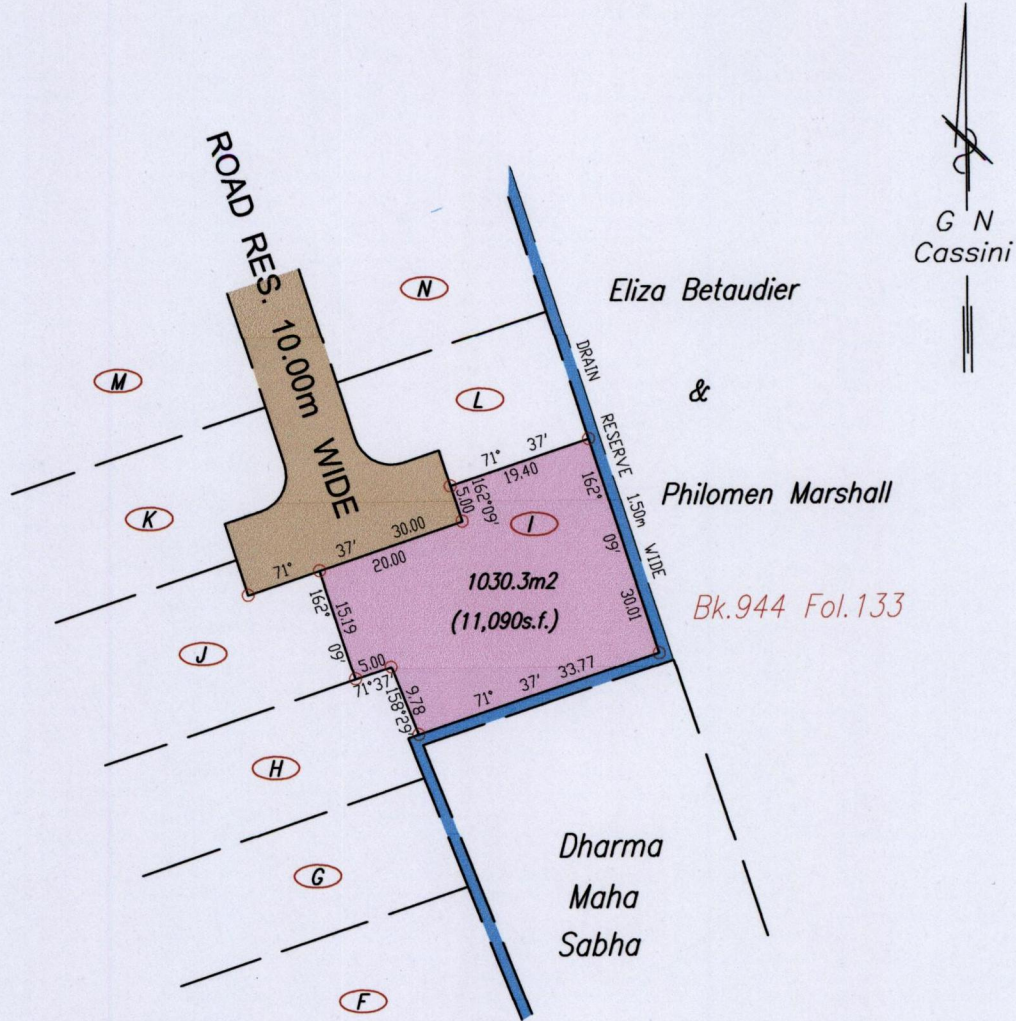 G N
Cassini
ROAD RES. 10.00m WIDE
N
Eliza Betaudier
M
DRAIN RESERVE 1.50m WIDE
L
&
71° 37'
19.40
K
162°09'
5.00
162° 09'
30.01
Philomen Marshall
I
71° 37' 30.00
20.00
1030.3m2
(11,090s.f.)
Bk.944 Fol.133
162° 09'
15.19
J
5.00
71°37'
158°29'
9.78
71° 37' 33.77
H
Dharma
Maha
Sabha
G
F